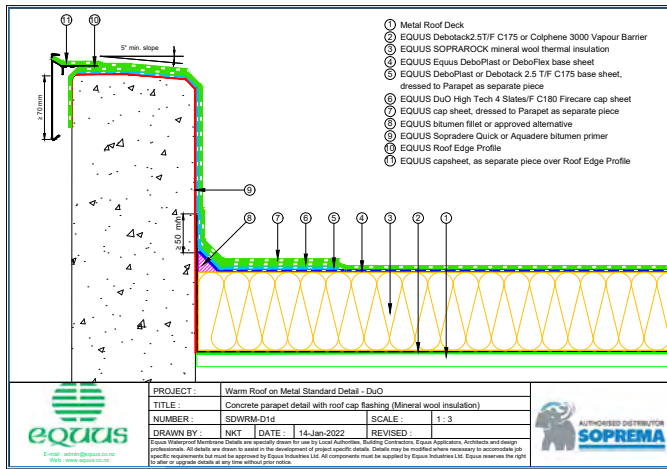 11
10
5° min. slope
≥ 70mm
≥ 50 mm
9
8
7
6
5
4
3
2
1
1 Metal Roof Deck
2 EQUUS Debotack2.5T/F C175 or Colphene 3000 Vapour Barrier
3 EQUUS SOPRAROCK mineral wool thermal insulation
4 EQUUS Equus DeboPlast or DeboFlex base sheet
5 EQUUS DeboPlast or Debotack 2.5 T/F C175 base sheet,
dressed to Parapet as separate piece
6 EQUUS DuO High Tech 4 Slates/F C180 Firecare cap sheet
7 EQUUS cap sheet, dressed to Parapet as separate piece
8 EQUUS bitumen fillet or approved alternative
9 EQUUS Sopradere Quick or Aquadere bitumen primer
10 EQUUS Roof Edge Profile
11 EQUUS capsheet, as separate piece over Roof Edge Profile
equus
E-mail : admin@equus.co.nz
Web : www.equus.co.nz
PROJECT : Warm Roof on Metal Standard Detail - DuO
TITLE : Concrete parapet detail with roof cap flashing (Mineral wool insulation)
NUMBER : SDWRM-D1d SCALE : 1 : 3
DRAWN BY : NKT DATE : 14-Jan-2022 REVISED :
Equus Waterproof Membrane Details are specially drawn for use by Local Authorities, Building Contractors, Equus Applicators, Architects and design
professionals. All details are drawn to assist in the development of project specific details. Details may be modified where necessary to accomodate job
specific requirements but must be approved by Equus Industries Ltd. All components must be supplied by Equus Industries Ltd. Equus reserves the right
to alter or upgrade details at any time without prior notice.
AUTHORISED DISTRIBUTOR
SOPREMA